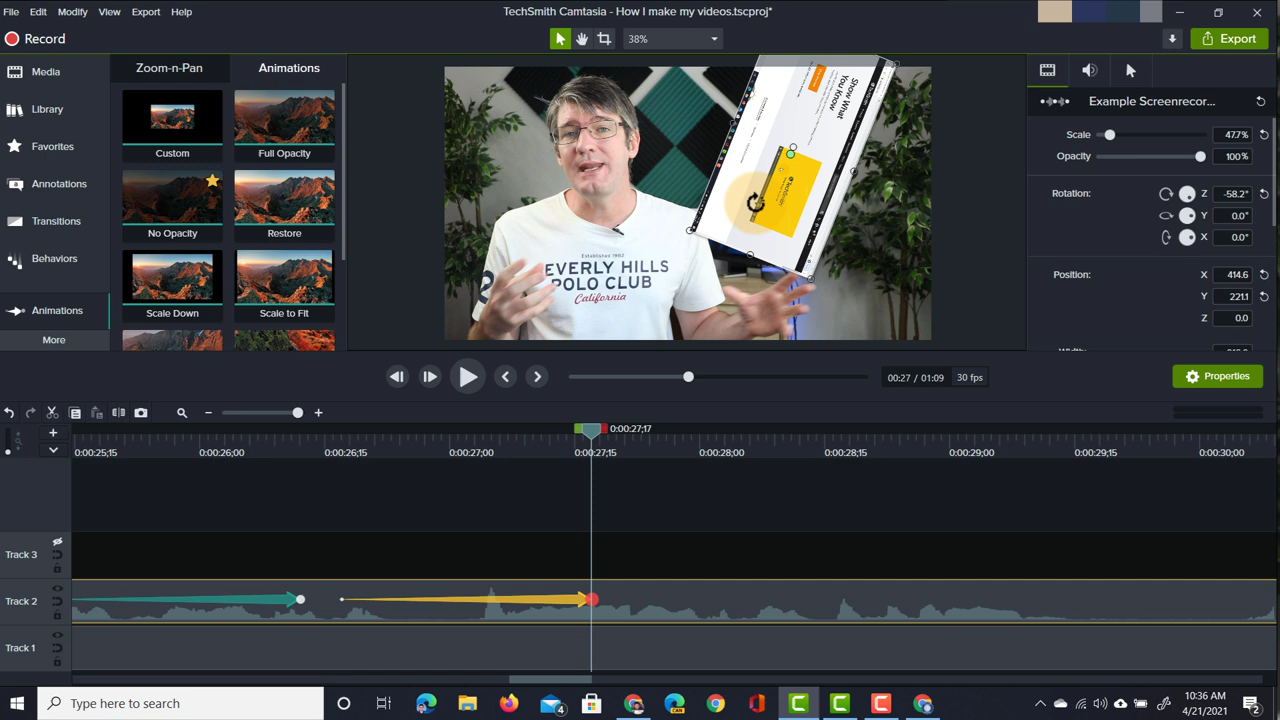 File Edit Modify View Export Help
TechSmith Camtasia - How I make my videos.tscproj*
Record
38%
Export
Media
Library
Favorites
Annotations
Transitions
Behaviors
Animations
More
Zoom-n-Pan
Animations
Custom
Full Opacity
No Opacity
Restore
Scale Down
Scale to Fit
Show What
You Know
TechSmith
Established 1982
BEVERLY HILLS
POLO CLUB
California
Example Screenrecor...
Scale 47.7%
Opacity 100%
Rotation: Z -58.2°
Y 0.0°
X 0.0°
Position: X 414.6
Y 221.1
Z 0.0
00:27 / 01:09 30 fps
Properties
0:00:27;17
0:00:25;15 0:00:26;00 0:00:26;15 0:00:27;00 0:00:27;15 0:00:28;00 0:00:28;15 0:00:29;00 0:00:29;15 0:00:30;00
Track 3
Track 2
Track 1
Type here to search
4
CAN
10:36 AM
4/21/2021
2